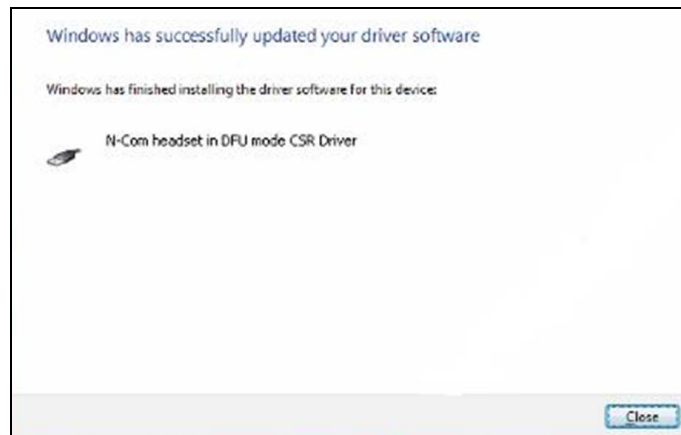 Windows has successfully updated your driver software
Windows has finished installing the driver software for this device:
N-Com headset in DFU mode CSR Driver
Close